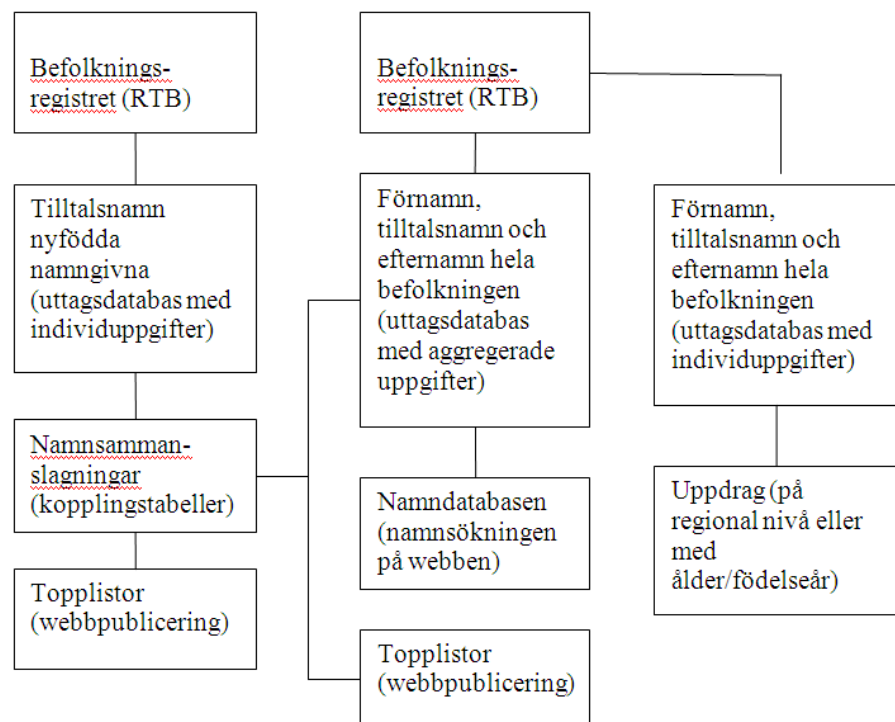 Befolknings-
registret (RTB)
Tilltalsnamn
nyfödda
namngivna
(uttagsdatabas med
individuppgifter)
Namnsamman-
slagningar
(kopplingstabeller)
Topplistor
(webbpublicering)
Befolknings-
registret (RTB)
Förnamn,
tilltalsnamn och
efternamn hela
befolkningen
(uttagsdatabas
med aggregerade
uppgifter)
Namndatabasen
(namnsökningen
på webben)
Topplistor
(webbpublicering)
Förnamn,
tilltalsnamn och
efternamn hela
befolkningen
(uttagsdatabas med
individuppgifter)
Uppdrag (på
regional nivå eller
med
ålder/födelseår)